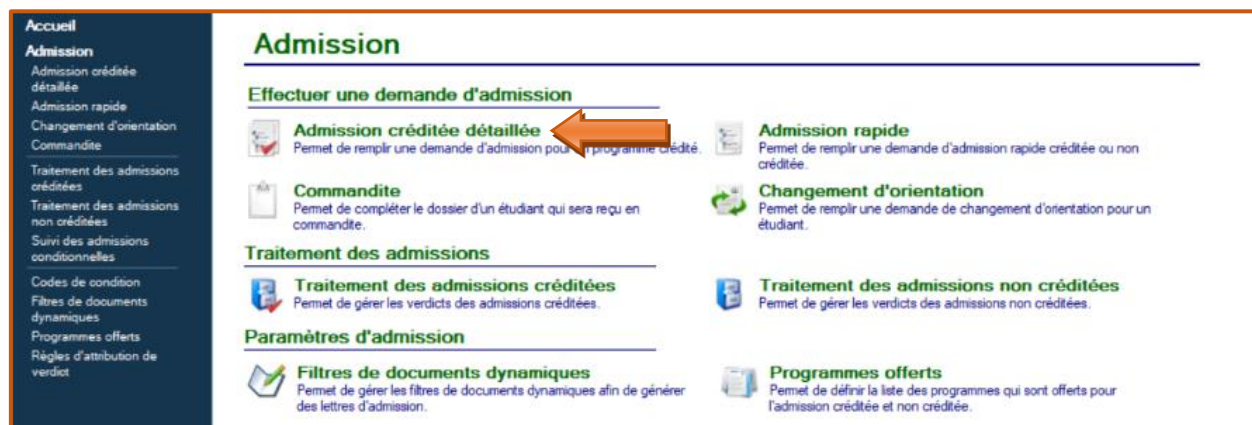 Accueil
Admission
Admission créditée
détaillée
Admission rapide
Changement d'orientation
Commandite
Traitement des admissions
créditées
Traitement des admissions
non créditées
Suivi des admissions
conditionnelles
Codes de condition
Filtres de documents
dynamiques
Programmes offerts
Règles d'attribution de
verdict
Admission
Effectuer une demande d'admission
Admission créditée détaillée
Permet de remplir une demande d'admission pour un programme crédité.
Admission rapide
Permet de remplir une demande d'admission rapide créditée ou non
créditée.
Commandite
Permet de compléter le dossier d'un étudiant qui sera reçu en
commandite.
Changement d'orientation
Permet de remplir une demande de changement d'orientation pour un
étudiant.
Traitement des admissions
Traitement des admissions créditées
Permet de gérer les verdicts des admissions créditées.
Traitement des admissions non créditées
Permet de gérer les verdicts des admissions non créditées.
Paramètres d'admission
Filtres de documents dynamiques
Permet de gérer les filtres de documents dynamiques afin de générer
des lettres d'admission.
Programmes offerts
Permet de définir la liste des programmes qui sont offerts pour
l'admission créditée et non créditée.